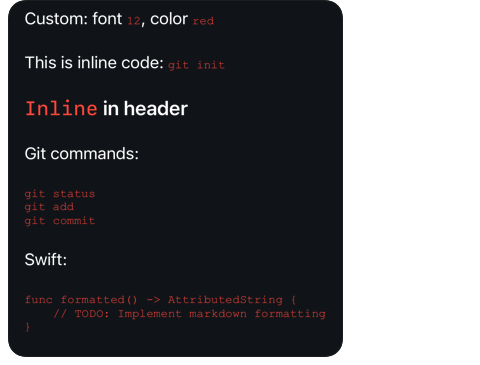 Custom: font 12, color red
This is inline code: git init
Inline in header
Git commands:
git status
git add
git commit
Swift:
func formatted() -> AttributedString {
    // TODO: Implement markdown formatting
}